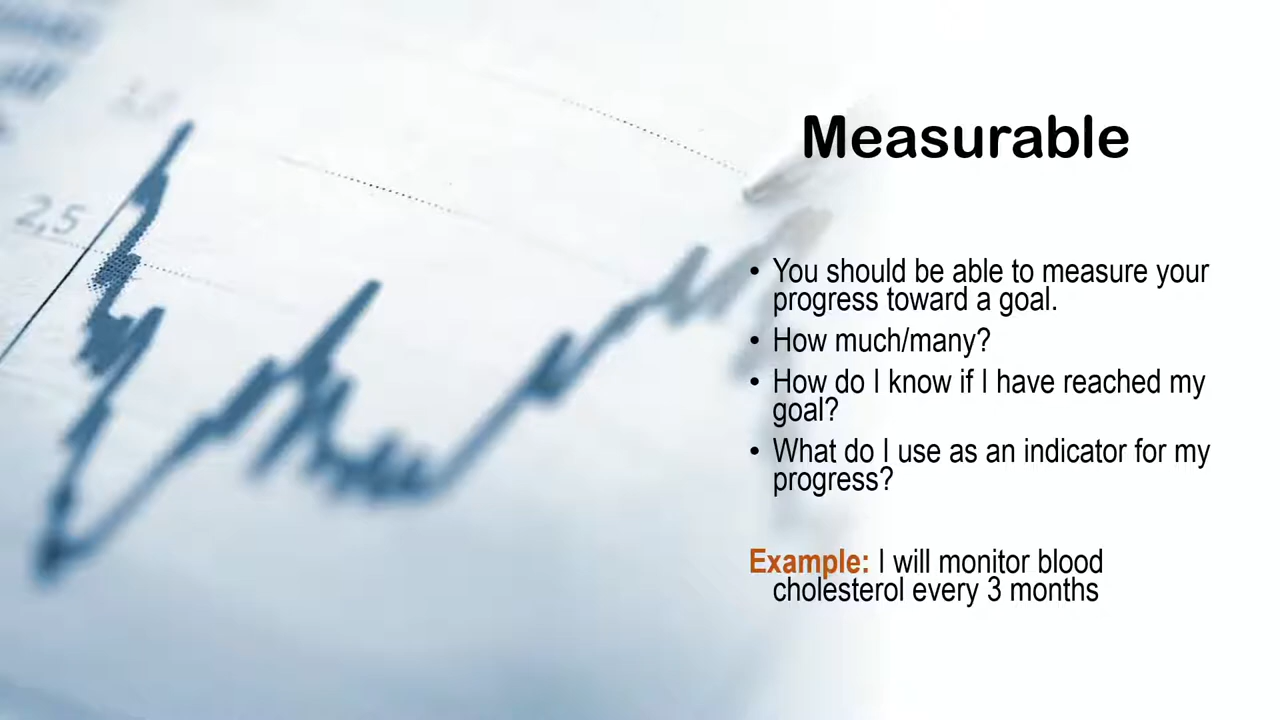 2,5
Measurable
• You should be able to measure your
progress toward a goal.
• How much/many?
• How do I know if I have reached my
goal?
• What do I use as an indicator for my
progress?
Example: I will monitor blood
cholesterol every 3 months